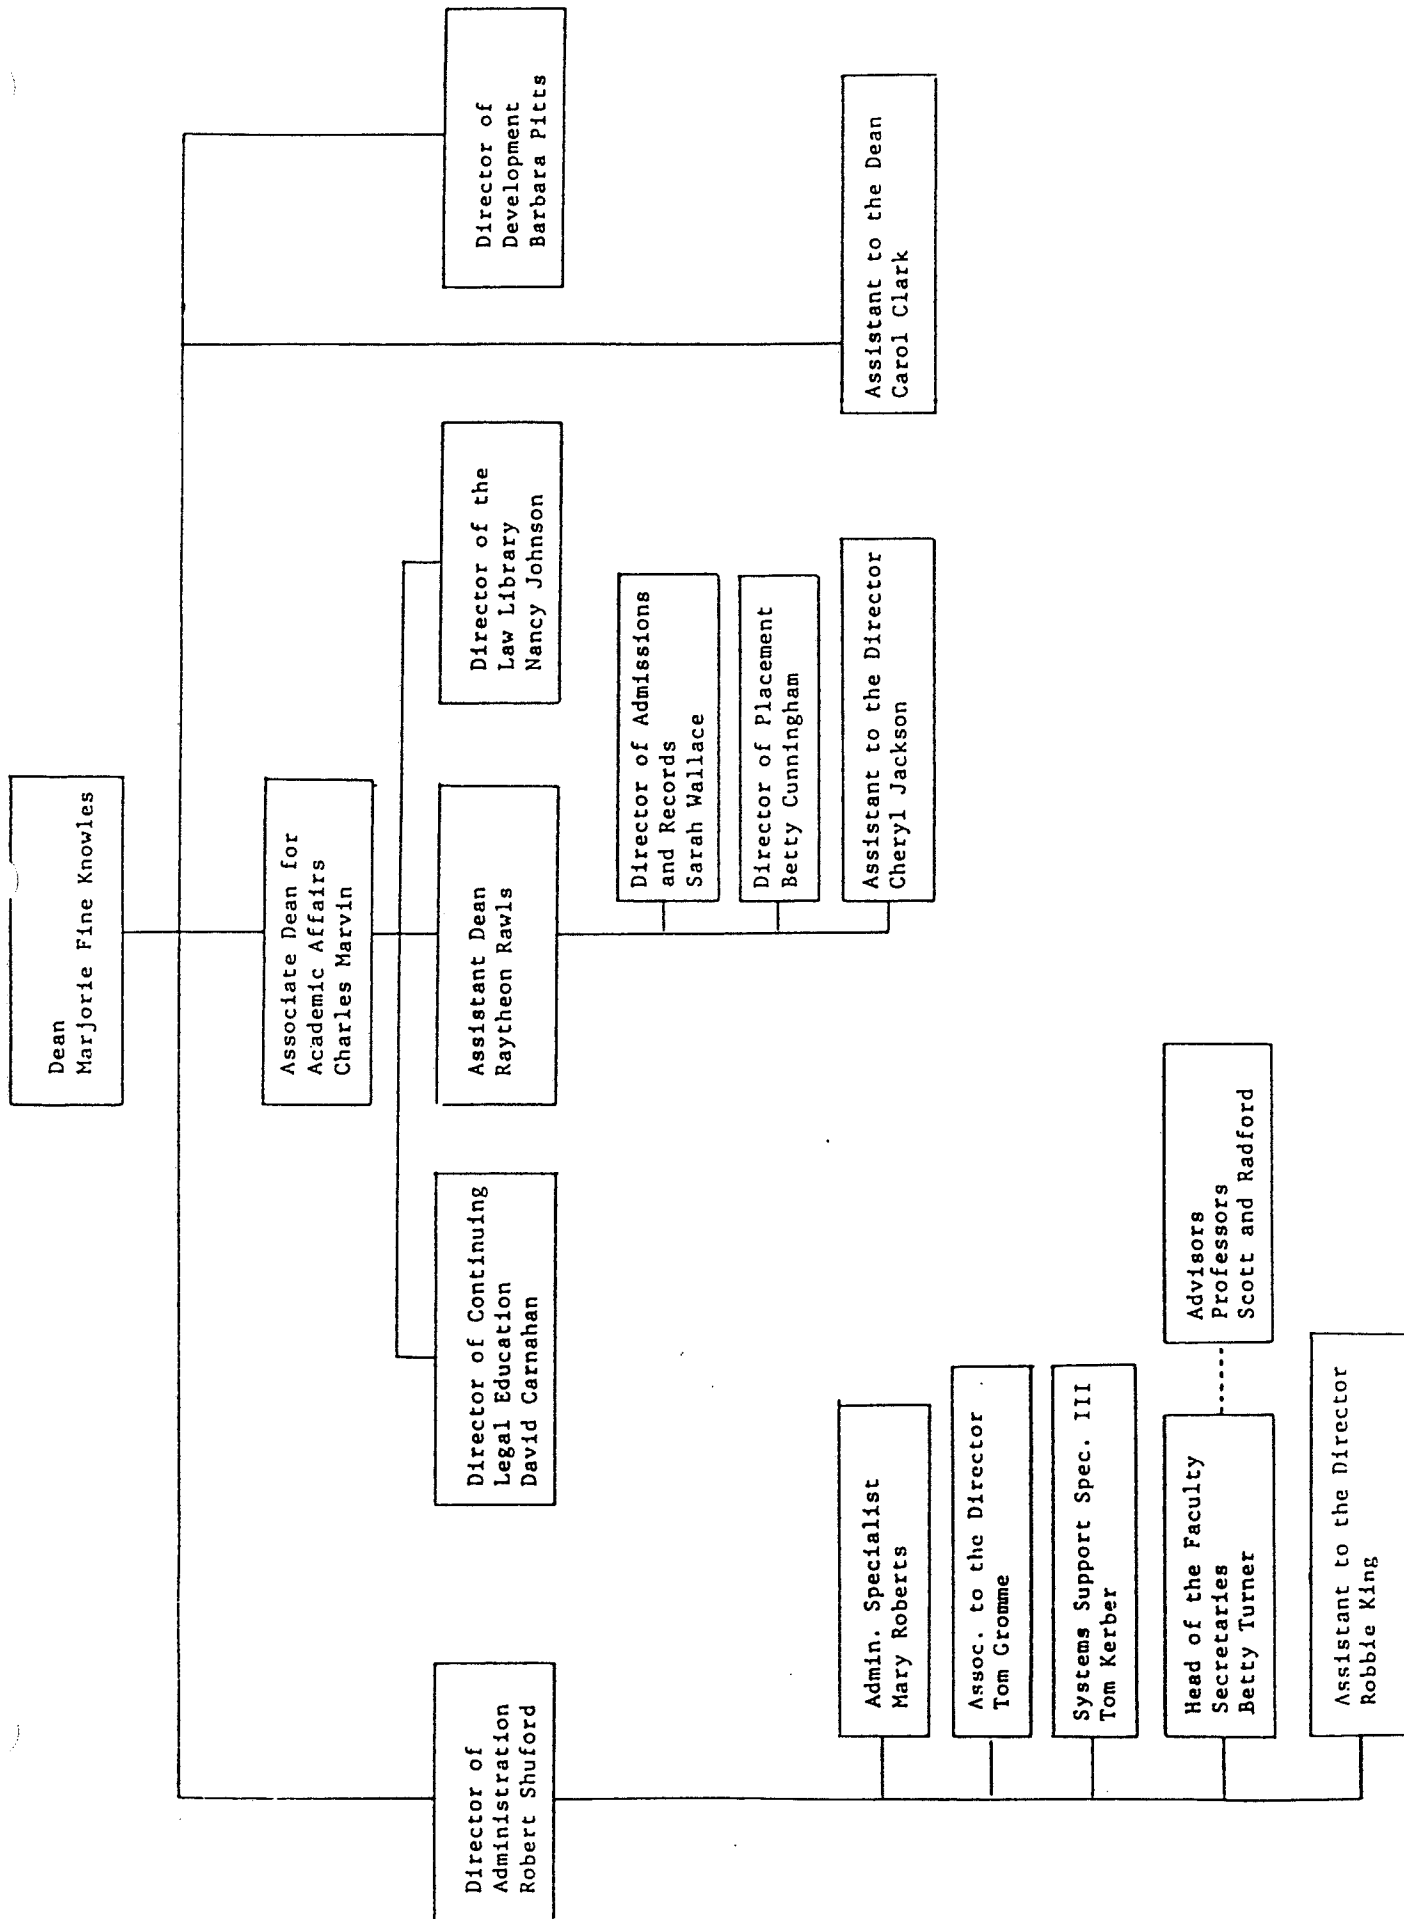 Dean
Marjorie Fine Knowles
Associate Dean for
Academic Affairs
Charles Marvin
Director of
Administration
Robert Shuford
Director of Continuing
Legal Education
David Carnahan
Assistant Dean
Raytheon Rawls
Director of the
Law Library
Nancy Johnson
Director of
Development
Barbara Pitts
Director of Admissions
and Records
Sarah Wallace
Director of Placement
Betty Cunningham
Assistant to the Director
Cheryl Jackson
Assistant to the Dean
Carol Clark
Admin. Specialist
Mary Roberts
Assoc. to the Director
Tom Gromme
Systems Support Spec. III
Tom Kerber
Head of the Faculty
Secretaries
Betty Turner
Advisors
Professors
Scott and Radford
Assistant to the Director
Robbie King